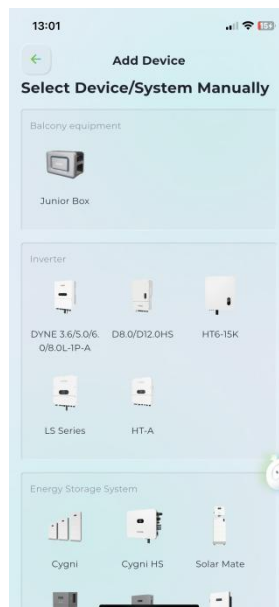 13:01
15+
Add Device
Select Device/System Manually
Balcony equipment
Junior Box
Inverter
DYNE 3.6/5.0/6.
0/8.0L-1P-A
D8.0/D12.0HS
HT6-15K
LS Series
HT-A
Energy Storage System
Cygni
Cygni HS
Solar Mate